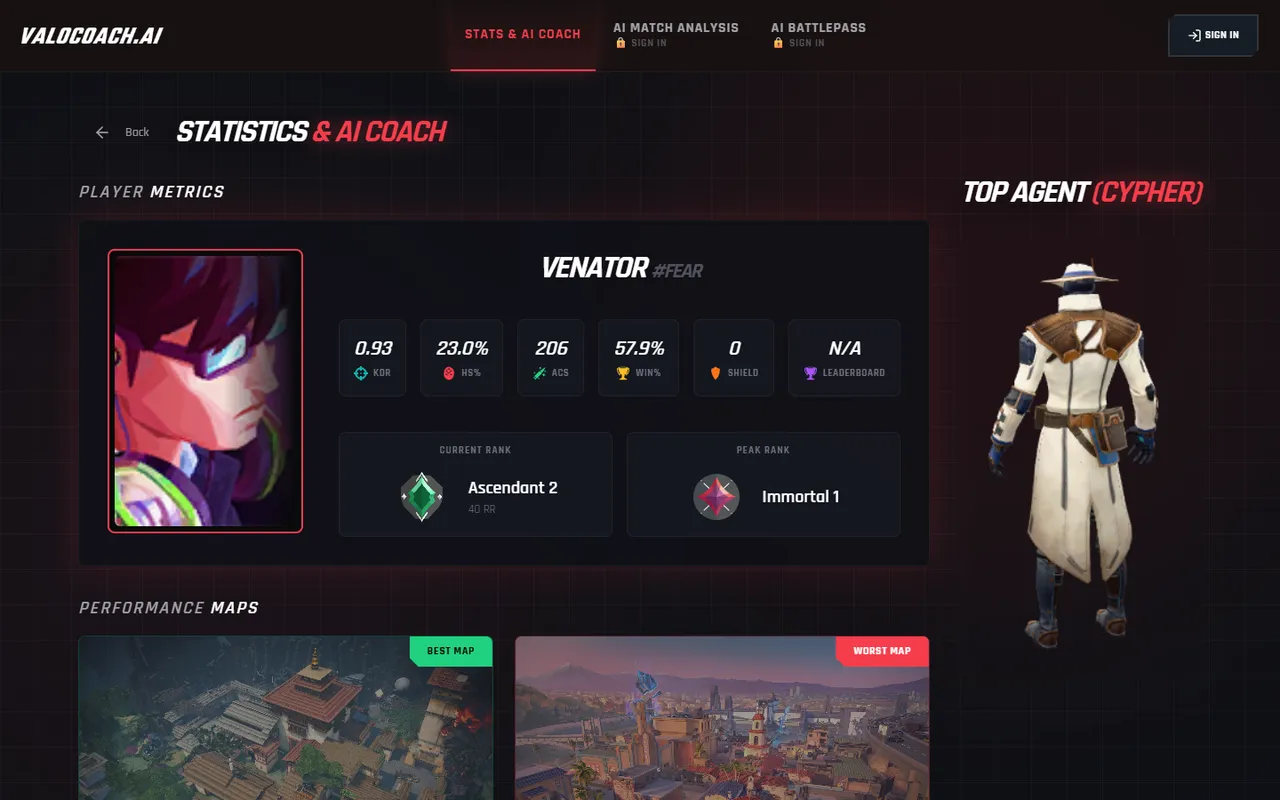 VALOCOACH.AI
STATS & AI COACH
AI MATCH ANALYSIS
SIGN IN
AI BATTLEPASS
SIGN IN
SIGN IN
Back
STATISTICS & AI COACH
PLAYER METRICS
TOP AGENT (CYPHER)
VENATOR #FEAR
0.93
KDR
23.0%
HS%
206
ACS
57.9%
WIN%
0
SHIELD
N/A
LEADERBOARD
CURRENT RANK
Ascendant 2
40 RR
PEAK RANK
Immortal 1
PERFORMANCE MAPS
BEST MAP
WORST MAP